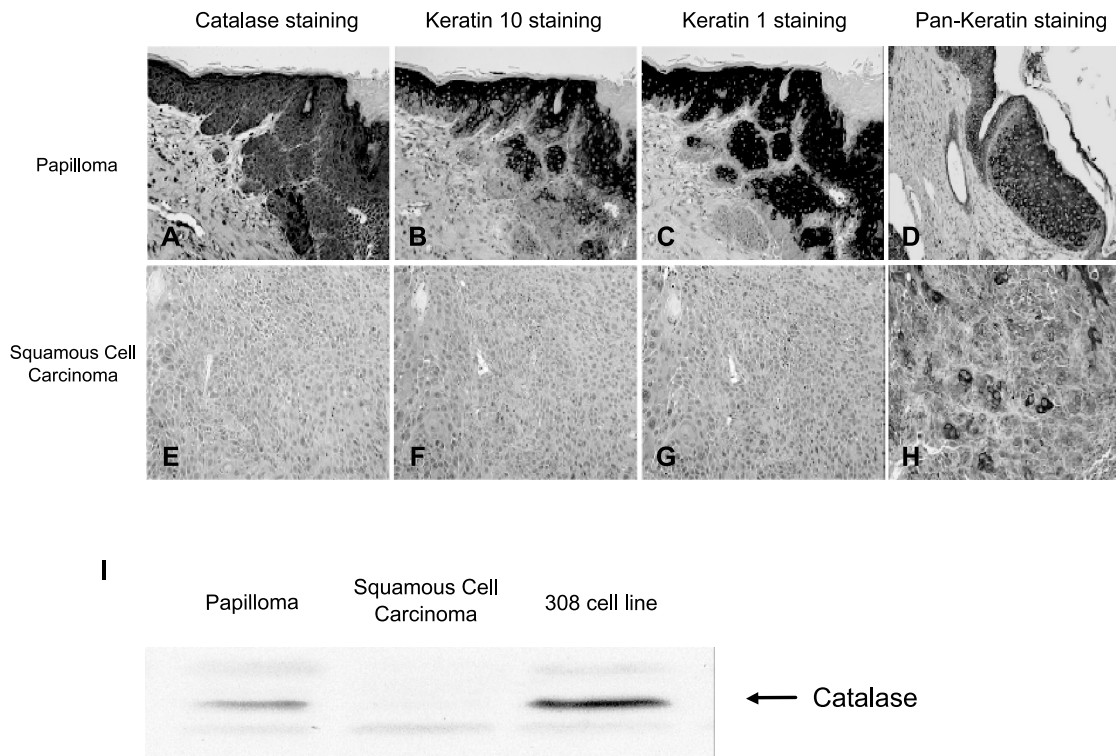 Catalase staining
Keratin 10 staining
Keratin 1 staining
Pan-Keratin staining
Papilloma
A
B
C
D
Squamous Cell
Carcinoma
E
F
G
H
I
Papilloma
Squamous Cell
Carcinoma
308 cell line
Catalase